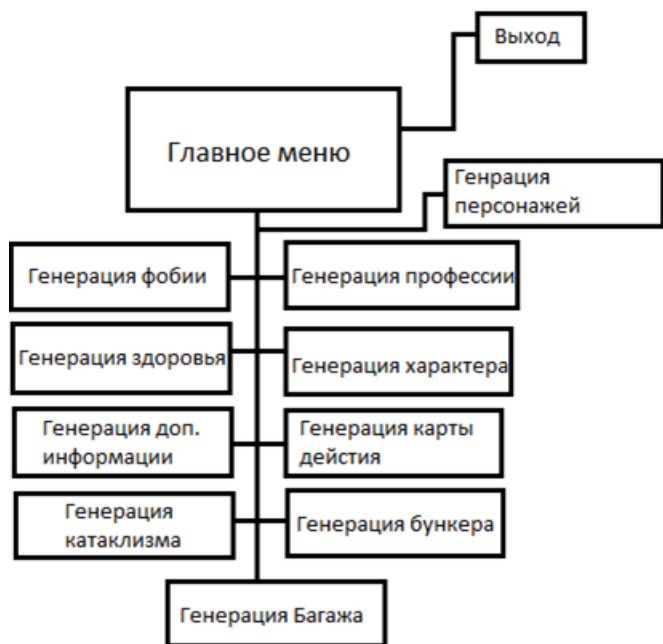 Выход
Главное меню
Генрация
персонажей
Генерация фобии
Генерация профессии
Генерация здоровья
Генерация характера
Генерация доп.
информации
Генерация карты
дейстия
Генерация
катаклизма
Генерация бункера
Генерация Багажа